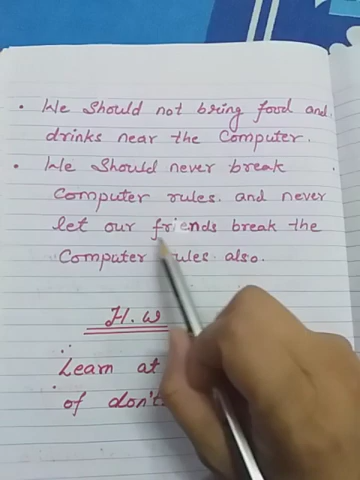 • We should not bring food and
drinks near the Computer.
• We should never break
Computer rules and never
let our friends break the
Computer rules also.
H.W
Learn at
of don't